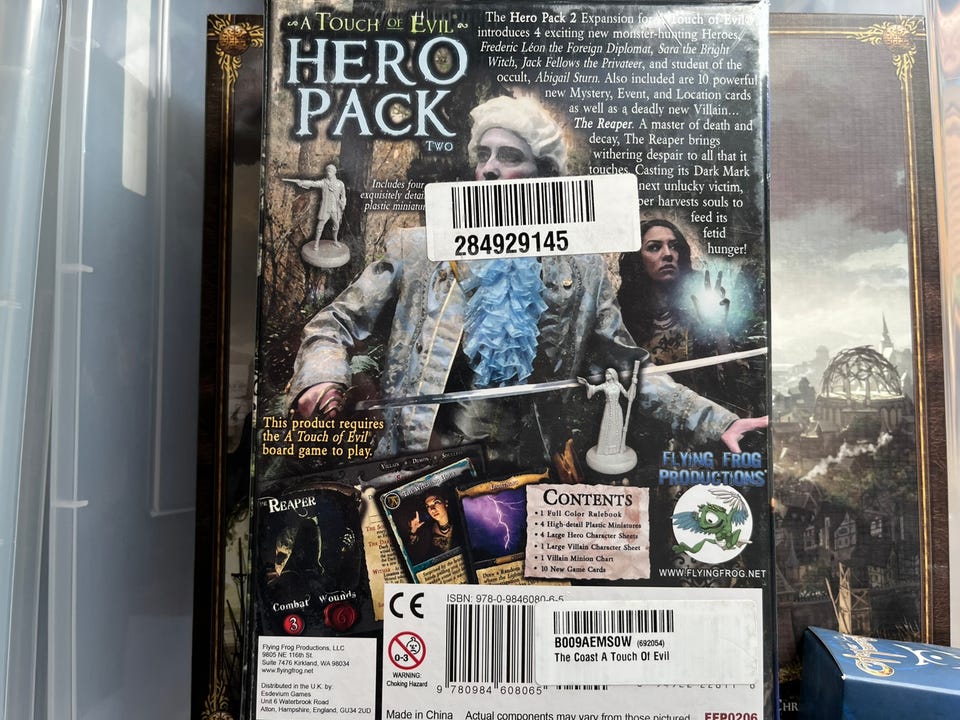 A TOUCH OF EVIL
HERO
PACK
TWO
The Hero Pack 2 Expansion for A Touch of Evil
introduces 4 exciting new monster-hunting Heroes,
Frederic Léon the Foreign Diplomat, Sara the Bright
Witch, Jack Fellows the Privateer, and student of the
occult, Abigail Sturn. Also included are 10 powerful
new Mystery, Event, and Location cards
as well as a deadly new Villain...
The Reaper. A master of death and
decay, The Reaper brings
withering despair to all that it
touches. Casting its Dark Mark
next unlucky victim,
harvests souls to
feed its
fetid
hunger!
Includes four
exquisitely
plastic
284929145
This product requires
the A Touch of Evil
board game to play.
REAPER
Combat Wounds
3 6
CONTENTS
• 1 Full Color Rulebook
• 4 High-detail Plastic Miniatures
• 4 Large Hero Character Sheets
• 1 Large Villain Character Sheet
• 1 Villain Minion Chart
• 10 New Game Cards
FLYING FROG
PRODUCTIONS
WWW.FLYINGFROG.NET
Flying Frog Productions, LLC
9805 NE 116th St.
Suite 7476 Kirkland, WA 98034
www.flyingfrog.net
Distributed in the U.K. by:
Esdevium Games
Unit 6 Waterbrook Road
Alton, Hampshire, England, GU34 2UD
CE
0-3
WARNING:
Choking Hazard
ISBN: 978-0-9846080-6-5
9 780984 608065
B009AEMS0W (692054)
The Coast A Touch Of Evil
Made in China Actual components may vary from those pictured. FFP0206